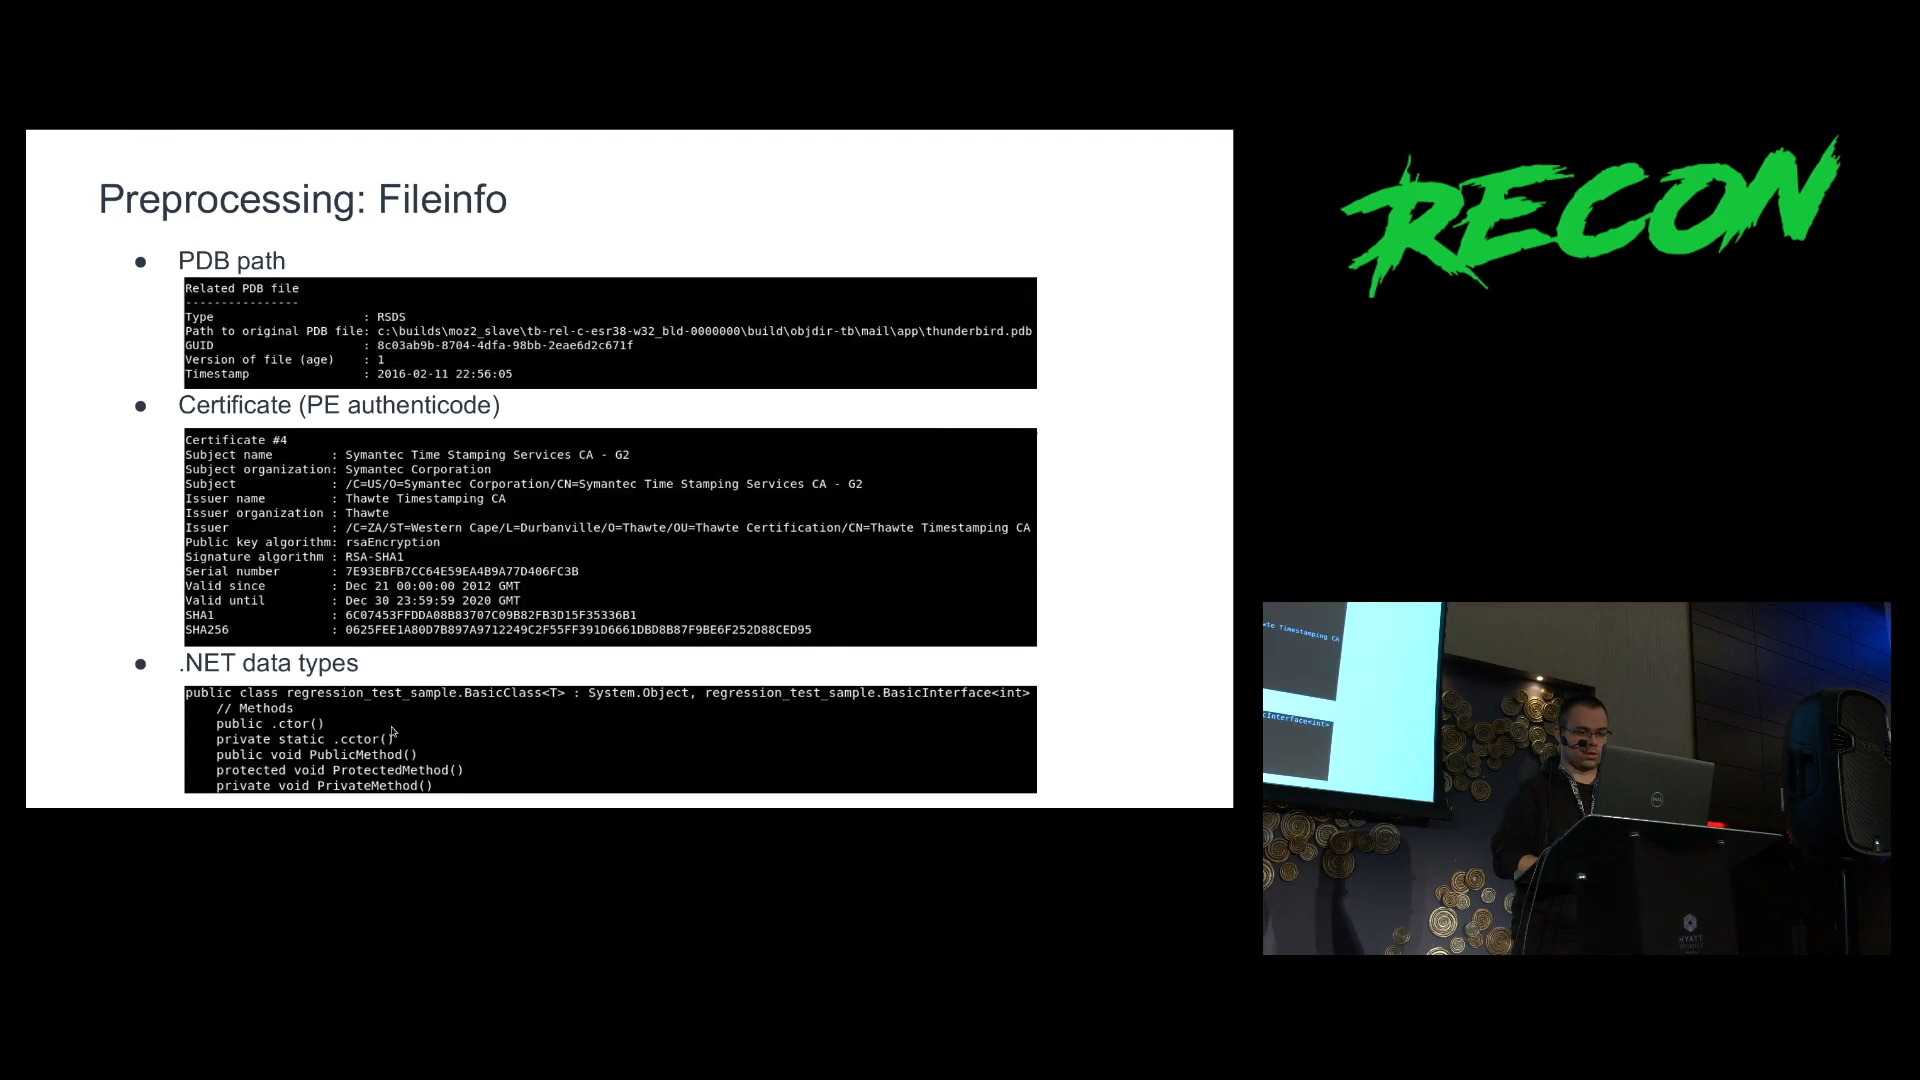 Preprocessing: Fileinfo
● PDB path
Related PDB file
----------------
Type : RSDS
Path to original PDB file: c:\builds\moz2_slave\tb-rel-c-esr38-w32_bld-0000000\build\objdir-tb\mail\app\thunderbird.pdb
GUID : 8c03ab9b-8704-4dfa-98bb-2eae6d2c671f
Version of file (age) : 1
Timestamp : 2016-02-11 22:56:05
● Certificate (PE authenticode)
Certificate #4
Subject name : Symantec Time Stamping Services CA - G2
Subject organization: Symantec Corporation
Subject : /C=US/O=Symantec Corporation/CN=Symantec Time Stamping Services CA - G2
Issuer name : Thawte Timestamping CA
Issuer organization : Thawte
Issuer : /C=ZA/ST=Western Cape/L=Durbanville/O=Thawte/OU=Thawte Certification/CN=Thawte Timestamping CA
Public key algorithm: rsaEncryption
Signature algorithm : RSA-SHA1
Serial number : 7E93EBFB7CC64E59EA4B9A77D406FC3B
Valid since : Dec 21 00:00:00 2012 GMT
Valid until : Dec 30 23:59:59 2020 GMT
SHA1 : 6C07453FFDDA08B83707C09B82FB3D15F35336B1
SHA256 : 0625FEE1A80D7B897A9712249C2F55FF391D6661DBD8B87F9BE6F252D88CED95
● .NET data types
public class regression_test_sample.BasicClass<T> : System.Object, regression_test_sample.BasicInterface<int>
// Methods
public .ctor()
private static .cctor()
public void PublicMethod()
protected void ProtectedMethod()
private void PrivateMethod()
RECON
Timestamping CA
cInterface<int>
DELL
HYATT
REGENCY